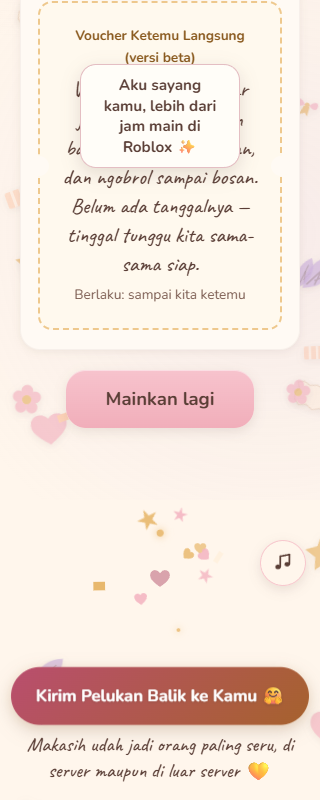 Voucher Ketemu Langsung
(versi beta)
Aku sayang
kamu, lebih dari
jam main di
Roblox ✨
dan ngobrol sampai bosan.
Belum ada tanggalnya —
tinggal tunggu kita sama-
sama siap.
Berlaku: sampai kita ketemu
Mainkan lagi
Kirim Pelukan Balik ke Kamu 🤗
Makasih udah jadi orang paling seru, di
server maupun di luar server 🧡